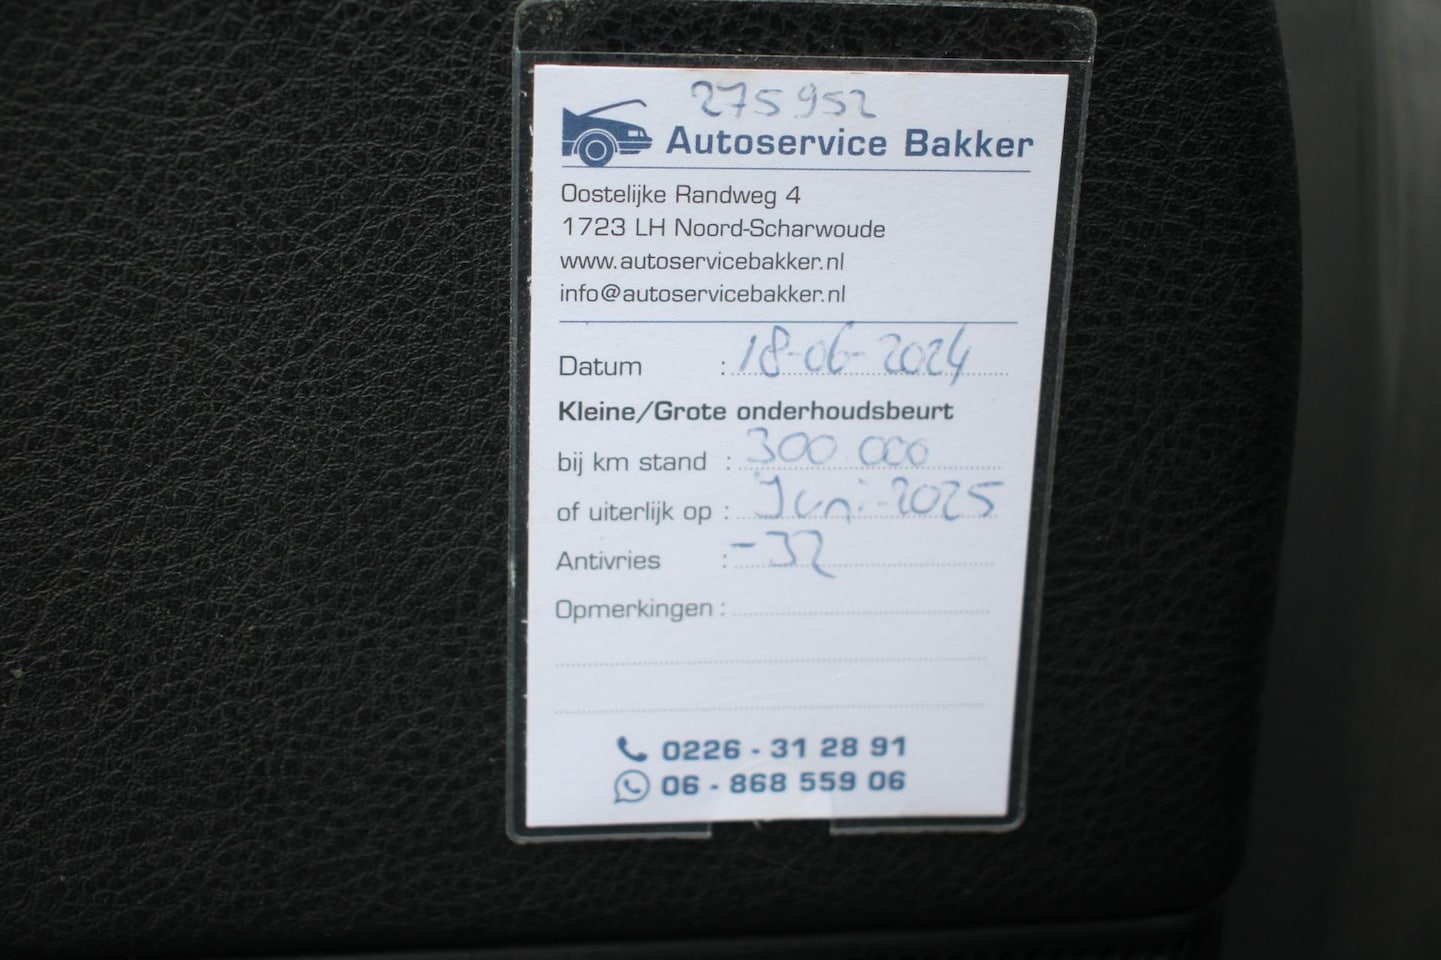 275952
Autoservice Bakker
Oostelijke Randweg 4
1723 LH Noord-Scharwoude
www.autoservicebakker.nl
info@autoservicebakker.nl
Datum : 18-06-2024
Kleine/Grote onderhoudsbeurt
bij km stand : 300.000
of uiterlijk op : Juni-2025
Antivries : -32
Opmerkingen :
0226 - 31 28 91
06 - 868 559 06